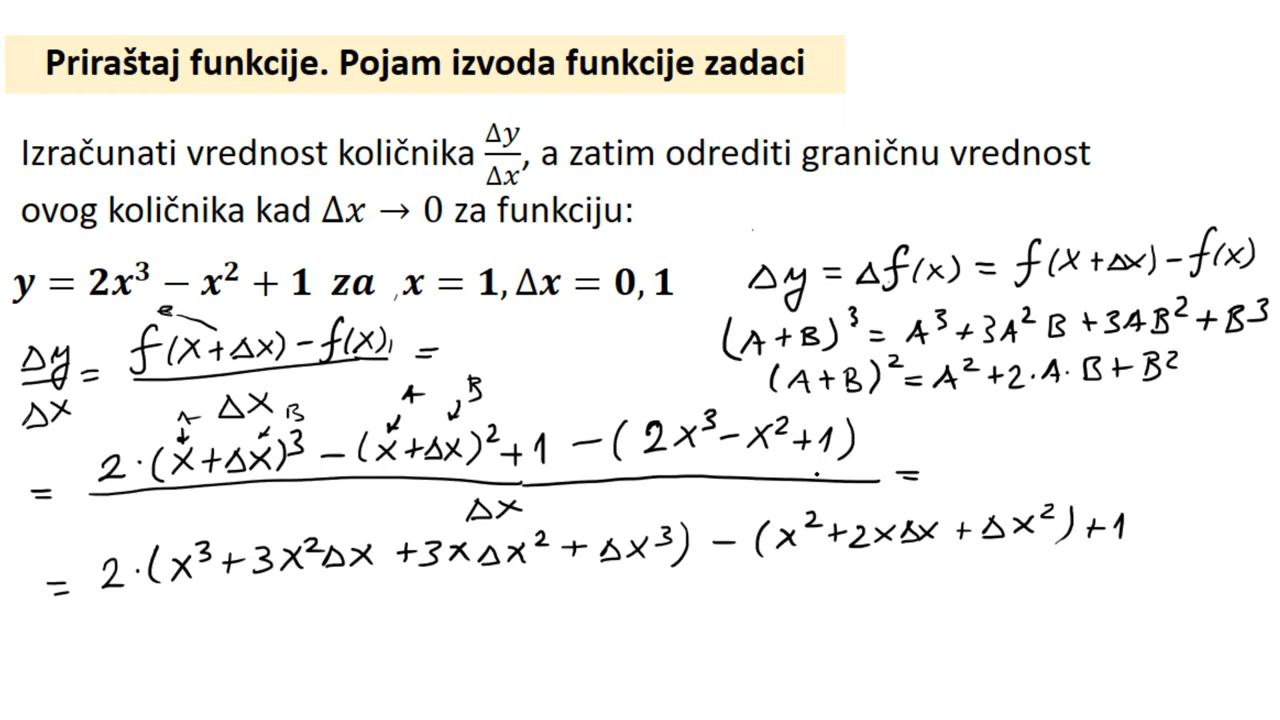 Priraštaj funkcije. Pojam izvoda funkcije zadaci
Izračunati vrednost količnika Δy/Δx, a zatim odrediti graničnu vrednost
ovog količnika kad Δx → 0 za funkciju:
y = 2x³ − x² + 1 za , x = 1, Δx = 0, 1
Δy = Δf(x) = f(x+Δx) − f(x)
(A+B)³ = A³ + 3A²B + 3AB² + B³
(A+B)² = A² + 2·A·B + B²
Δy/Δx = (f(x+Δx) − f(x))/Δx =
A B A B
= (2·(x+Δx)³ − (x+Δx)² + 1 − (2x³ − x² + 1))/Δx =
= 2·(x³ + 3x²Δx + 3xΔx² + Δx³) − (x² + 2xΔx + Δx²) + 1